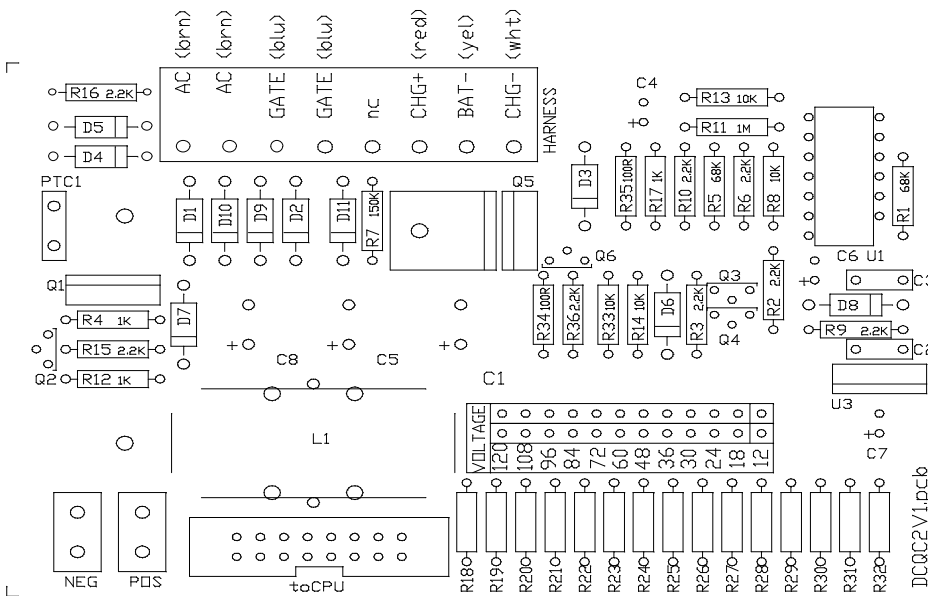 (brn)
(brn)
(blu)
(blu)
(red)
(yel)
(wht)
AC
AC
GATE
GATE
nc
CHG+
BAT-
CHG-
HARNESS
R16 2.2K
D5
D4
C4
+
R13 10K
R11 1M
PTC1
D1
D10
D9
D2
D11
R7 150K
Q5
D3
R35 100R
R17 1K
R10 2.2K
R5 68K
R6 2.2K
R8 10K
R1 68K
Q6
C6 U1
Q1
R4 1K
R15 2.2K
R12 1K
Q2
D7
+
C8
+
C5
+
R34 100R
R36 2.2K
R33 10K
R14 10K
D6
R3 2.2K
Q3
Q4
R2 2.2K
+
C3
D8
R9 2.2K
C2
U3
C1
L1
VOLTAGE
120
108
96
84
72
60
48
36
30
24
18
12
+
C7
NEG
POS
toCPU
R18
R19
R20
R21
R22
R23
R24
R25
R26
R27
R28
R29
R30
R31
R32
DCQC2V1.pcb